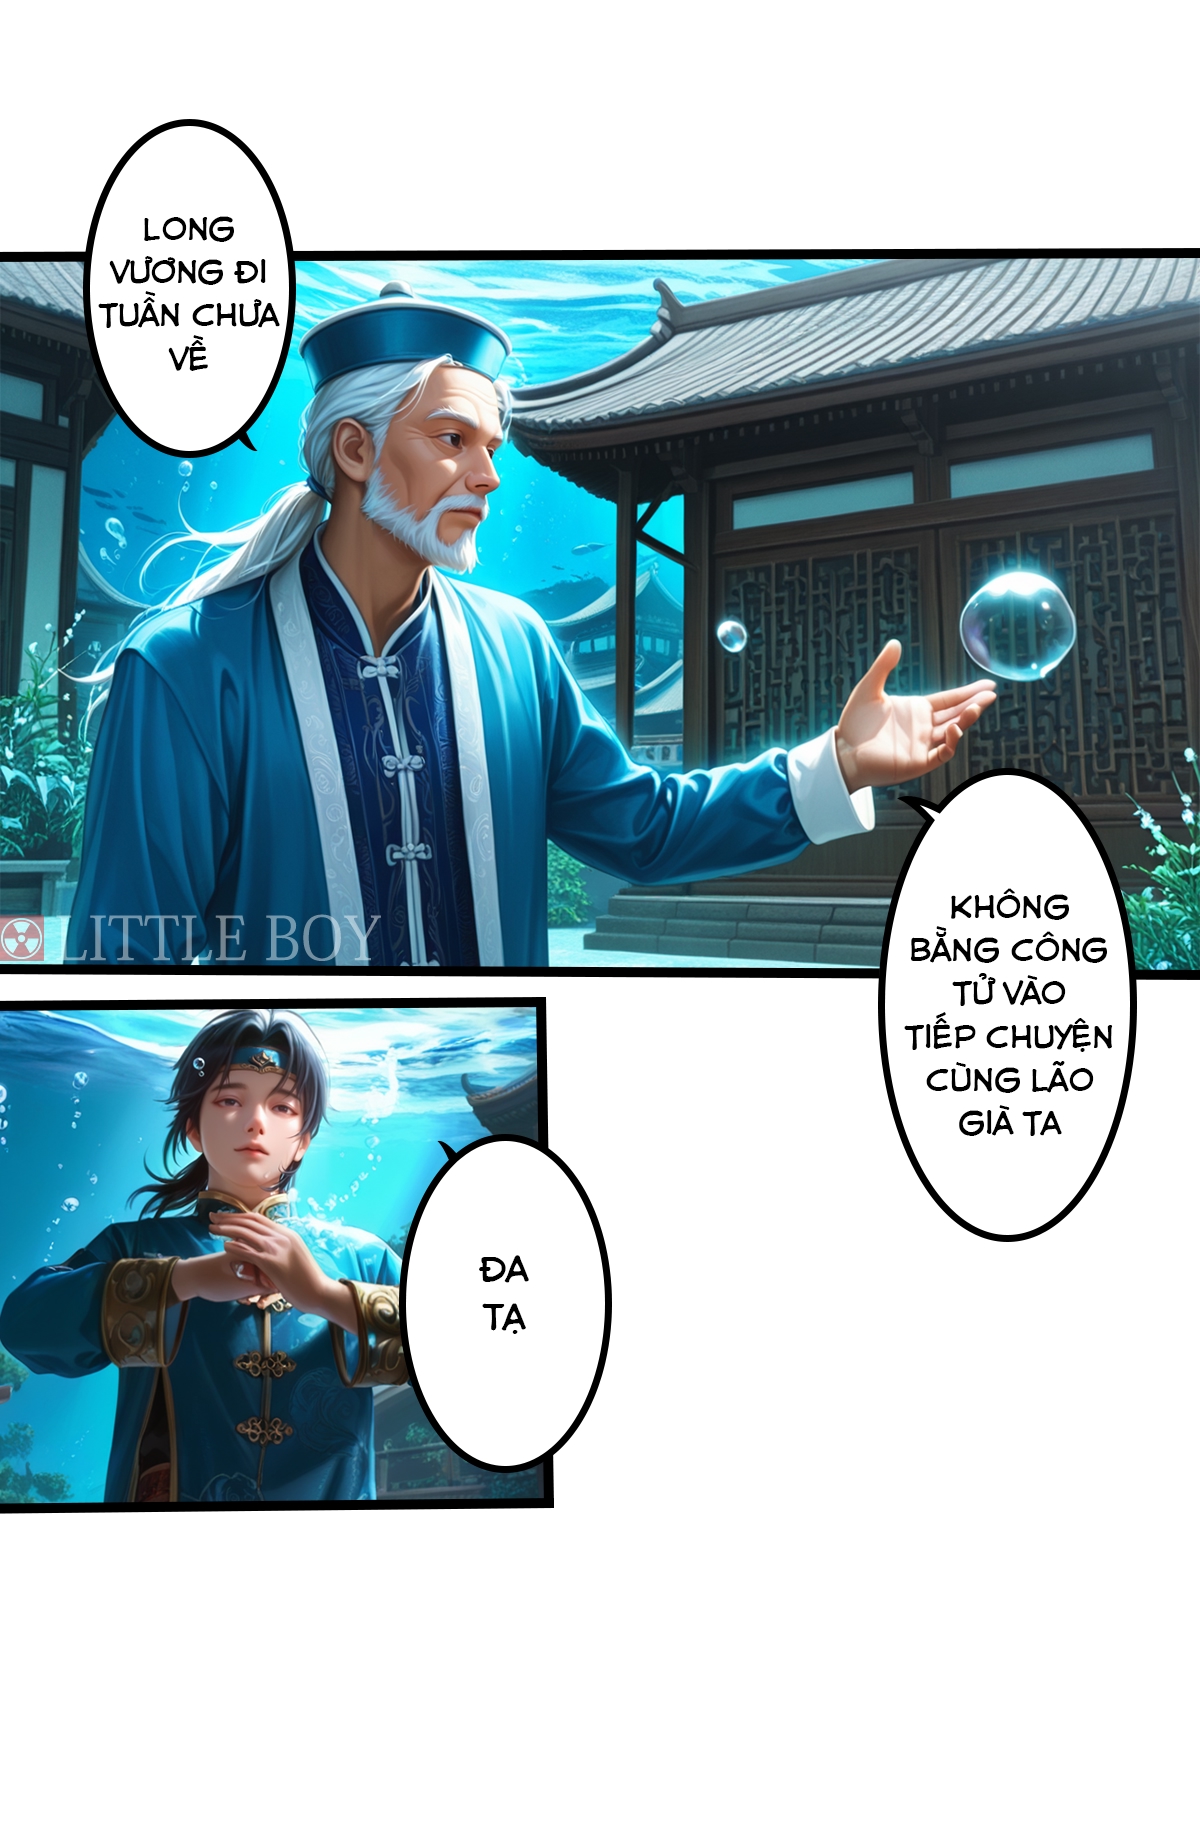 LONG
VƯƠNG ĐI
TUẦN CHƯA
VỀ
KHÔNG
BẰNG CÔNG
TỬ VÀO
TIẾP CHUYỆN
CÙNG LÃO
GIÀ TA
LITTLE BOY
ĐA
TẠ